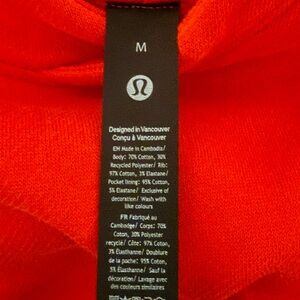 M
Designed in Vancouver
Conçu à Vancouver
EN Made in Cambodia/
Body: 70% Cotton, 30%
Recycled Polyester/ Rib:
97% Cotton, 3% Elastane/
Pocket lining: 95% Cotton,
5% Elastane/ Exclusive of
decoration/ Wash with
like colours
FR Fabriqué au
Cambodge/ Corps: 70%
Coton, 30% Polyester
recyclé/ Côte: 97% Coton,
3% Élasthanne/ Doublure
de la poche: 95% Coton,
5% Élasthanne/ Sauf la
décoration/ Lavage avec
des couleurs similaires